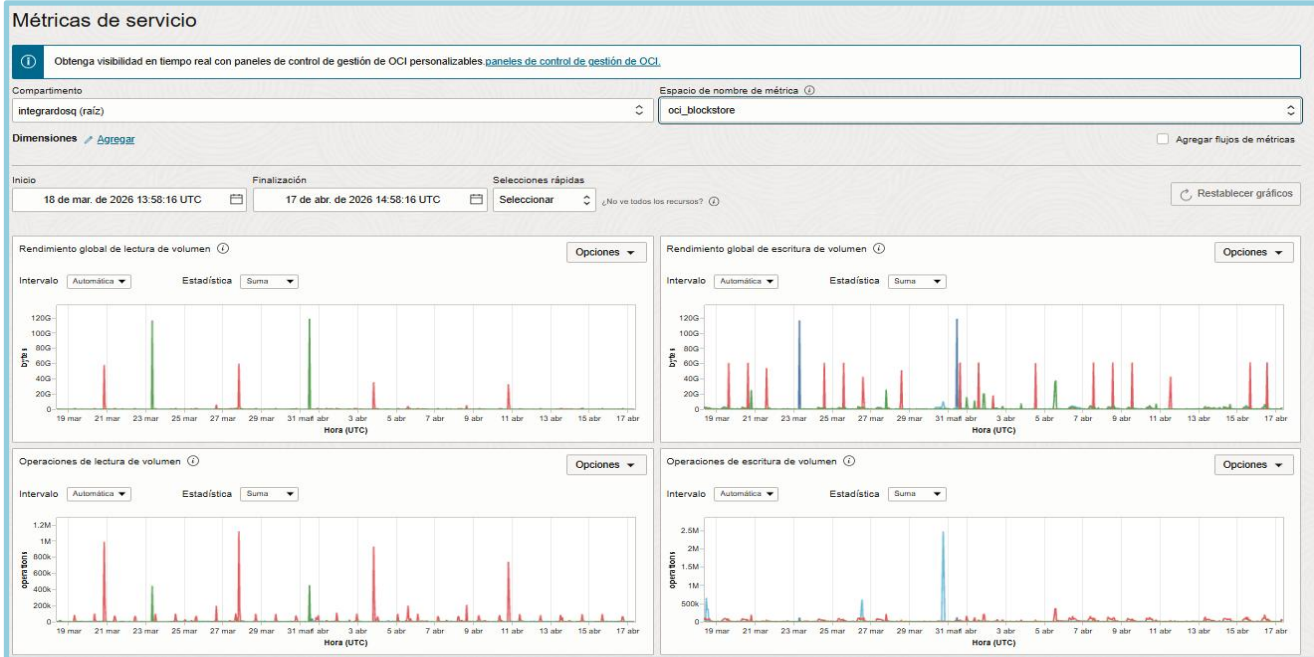 Métricas de servicio
Obtenga visibilidad en tiempo real con paneles de control de gestión de OCI personalizables.paneles de control de gestión de OCI.
Compartimento
Espacio de nombre de métrica
integrardosq (raíz)
oci_blockstore
Dimensiones Agregar
Agregar flujos de métricas
Inicio
Finalización
Selecciones rápidas
18 de mar. de 2026 13:58:16 UTC
17 de abr. de 2026 14:58:16 UTC
Seleccionar
¿No ve todos los recursos?
Restablecer gráficos
Rendimiento global de lectura de volumen
Opciones
Intervalo Automática Estadística Suma
120G
100G
80G
60G
40G
20G
0
bytes
19 mar 21 mar 23 mar 25 mar 27 mar 29 mar 31 mar 1 abr 3 abr 5 abr 7 abr 9 abr 11 abr 13 abr 15 abr 17 abr
Hora (UTC)
Rendimiento global de escritura de volumen
Opciones
Intervalo Automática Estadística Suma
120G
100G
80G
60G
40G
20G
0
bytes
19 mar 21 mar 23 mar 25 mar 27 mar 29 mar 31 mar 1 abr 3 abr 5 abr 7 abr 9 abr 11 abr 13 abr 15 abr 17 abr
Hora (UTC)
Operaciones de lectura de volumen
Opciones
Intervalo Automática Estadística Suma
1.2M
1M
800k
600k
400k
200k
0
operations
19 mar 21 mar 23 mar 25 mar 27 mar 29 mar 31 mar 1 abr 3 abr 5 abr 7 abr 9 abr 11 abr 13 abr 15 abr 17 abr
Hora (UTC)
Operaciones de escritura de volumen
Opciones
Intervalo Automática Estadística Suma
2.5M
2M
1.5M
1M
500k
0
operations
19 mar 21 mar 23 mar 25 mar 27 mar 29 mar 31 mar 1 abr 3 abr 5 abr 7 abr 9 abr 11 abr 13 abr 15 abr 17 abr
Hora (UTC)